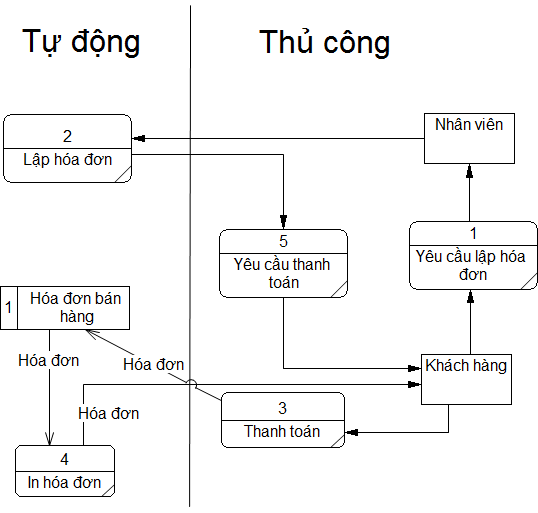 Tự động
Thủ công
Nhân viên
2
Lập hóa đơn
1
Yêu cầu lập hóa
đơn
5
Yêu cầu thanh
toán
1
Hóa đơn bán
hàng
Hóa đơn
Hóa đơn
Khách hàng
Hóa đơn
3
Thanh toán
4
In hóa đơn